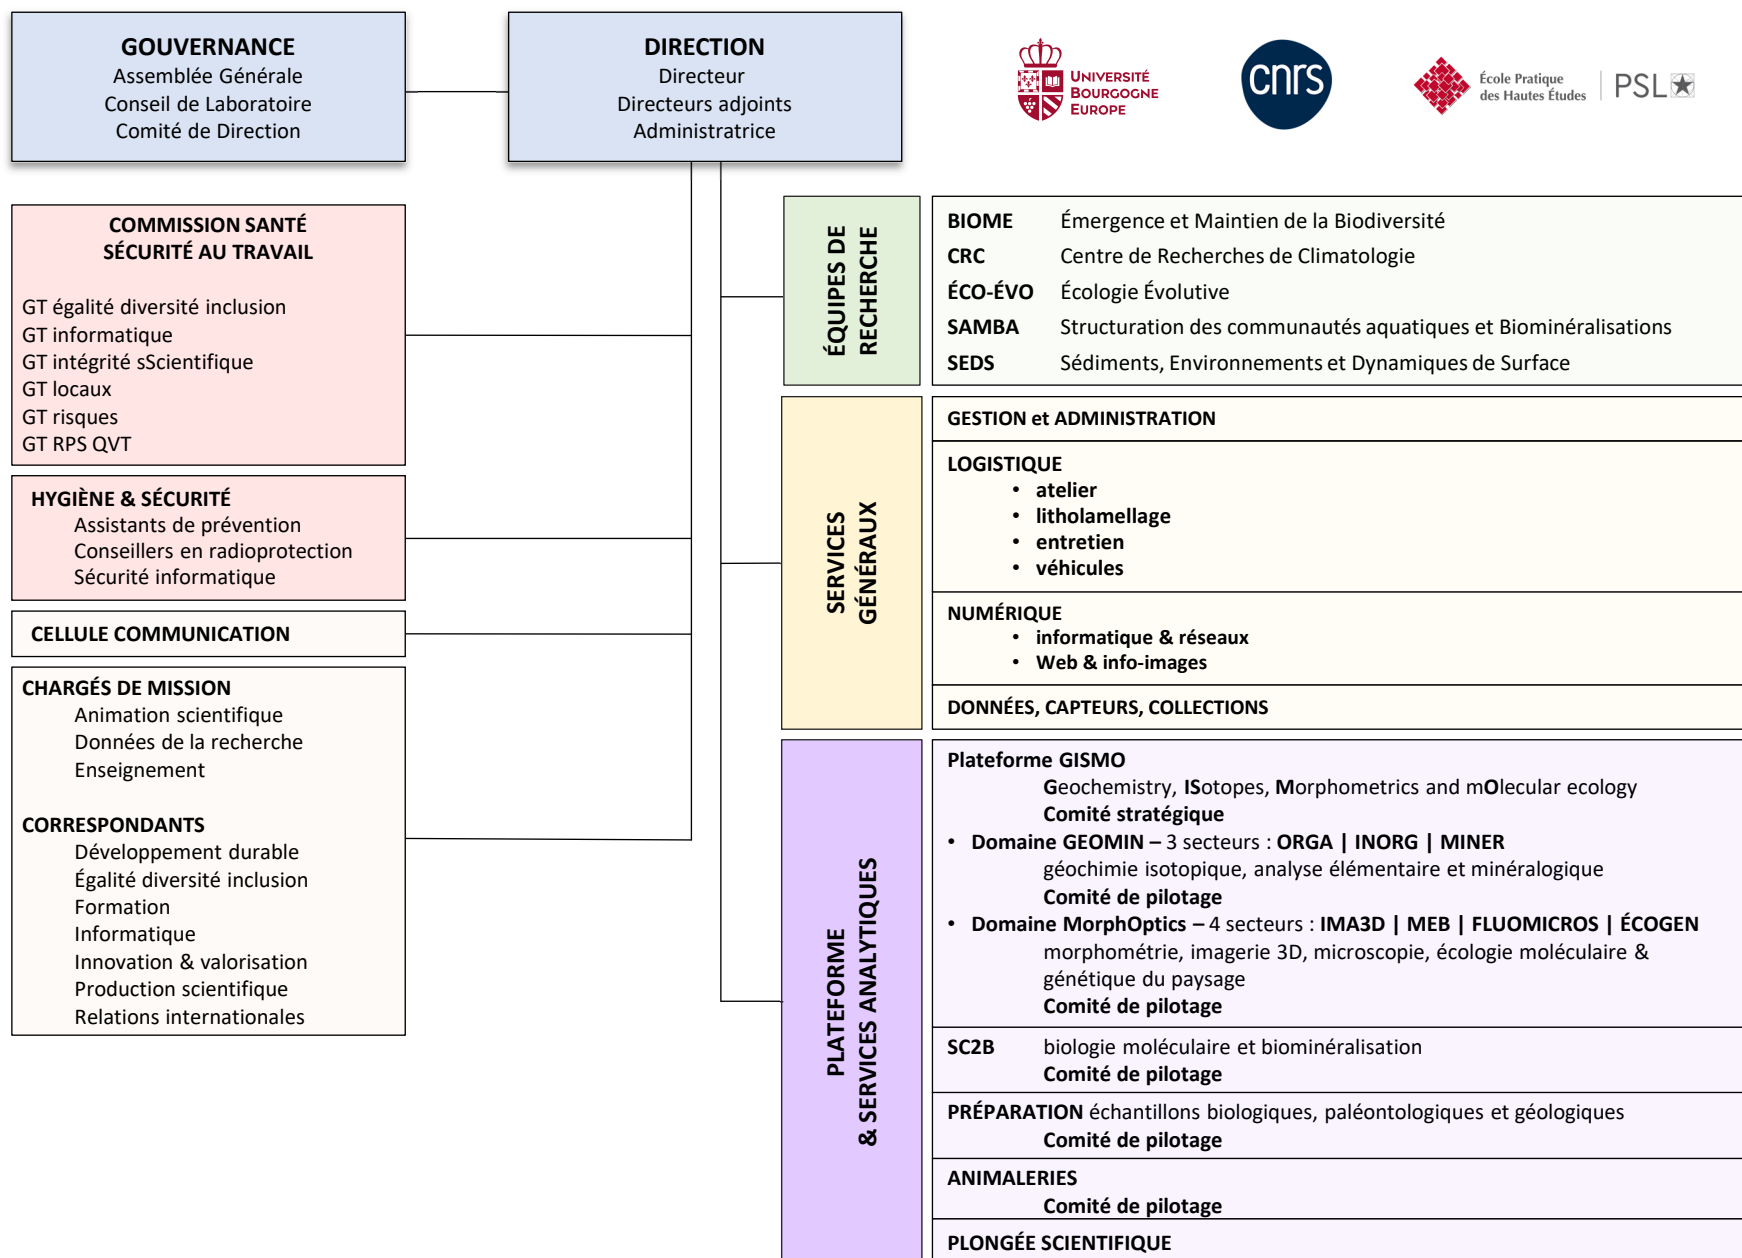 GOUVERNANCE
Assemblée Générale
Conseil de Laboratoire
Comité de Direction
DIRECTION
Directeur
Directeurs adjoints
Administratrice
UNIVERSITÉ
BOURGOGNE
EUROPE
cnrs
École Pratique
des Hautes Études
PSL
COMMISSION SANTÉ
SÉCURITÉ AU TRAVAIL
GT égalité diversité inclusion
GT informatique
GT intégrité sScientifique
GT locaux
GT risques
GT RPS QVT
HYGIÈNE & SÉCURITÉ
Assistants de prévention
Conseillers en radioprotection
Sécurité informatique
CELLULE COMMUNICATION
CHARGÉS DE MISSION
Animation scientifique
Données de la recherche
Enseignement
CORRESPONDANTS
Développement durable
Égalité diversité inclusion
Formation
Informatique
Innovation & valorisation
Production scientifique
Relations internationales
ÉQUIPES DE
RECHERCHE
BIOME Émergence et Maintien de la Biodiversité
CRC Centre de Recherches de Climatologie
ÉCO-ÉVO Écologie Évolutive
SAMBA Structuration des communautés aquatiques et Biominéralisations
SEDS Sédiments, Environnements et Dynamiques de Surface
SERVICES
GÉNÉRAUX
GESTION et ADMINISTRATION
LOGISTIQUE
• atelier
• litholamellage
• entretien
• véhicules
NUMÉRIQUE
• informatique & réseaux
• Web & info-images
DONNÉES, CAPTEURS, COLLECTIONS
PLATEFORME
& SERVICES ANALYTIQUES
Plateforme GISMO
Geochemistry, ISotopes, Morphometrics and mOlecular ecology
Comité stratégique
• Domaine GEOMIN – 3 secteurs : ORGA | INORG | MINER
géochimie isotopique, analyse élémentaire et minéralogique
Comité de pilotage
• Domaine MorphOptics – 4 secteurs : IMA3D | MEB | FLUOMICROS | ÉCOGEN
morphométrie, imagerie 3D, microscopie, écologie moléculaire &
génétique du paysage
Comité de pilotage
SC2B biologie moléculaire et biominéralisation
Comité de pilotage
PRÉPARATION échantillons biologiques, paléontologiques et géologiques
Comité de pilotage
ANIMALERIES
Comité de pilotage
PLONGÉE SCIENTIFIQUE